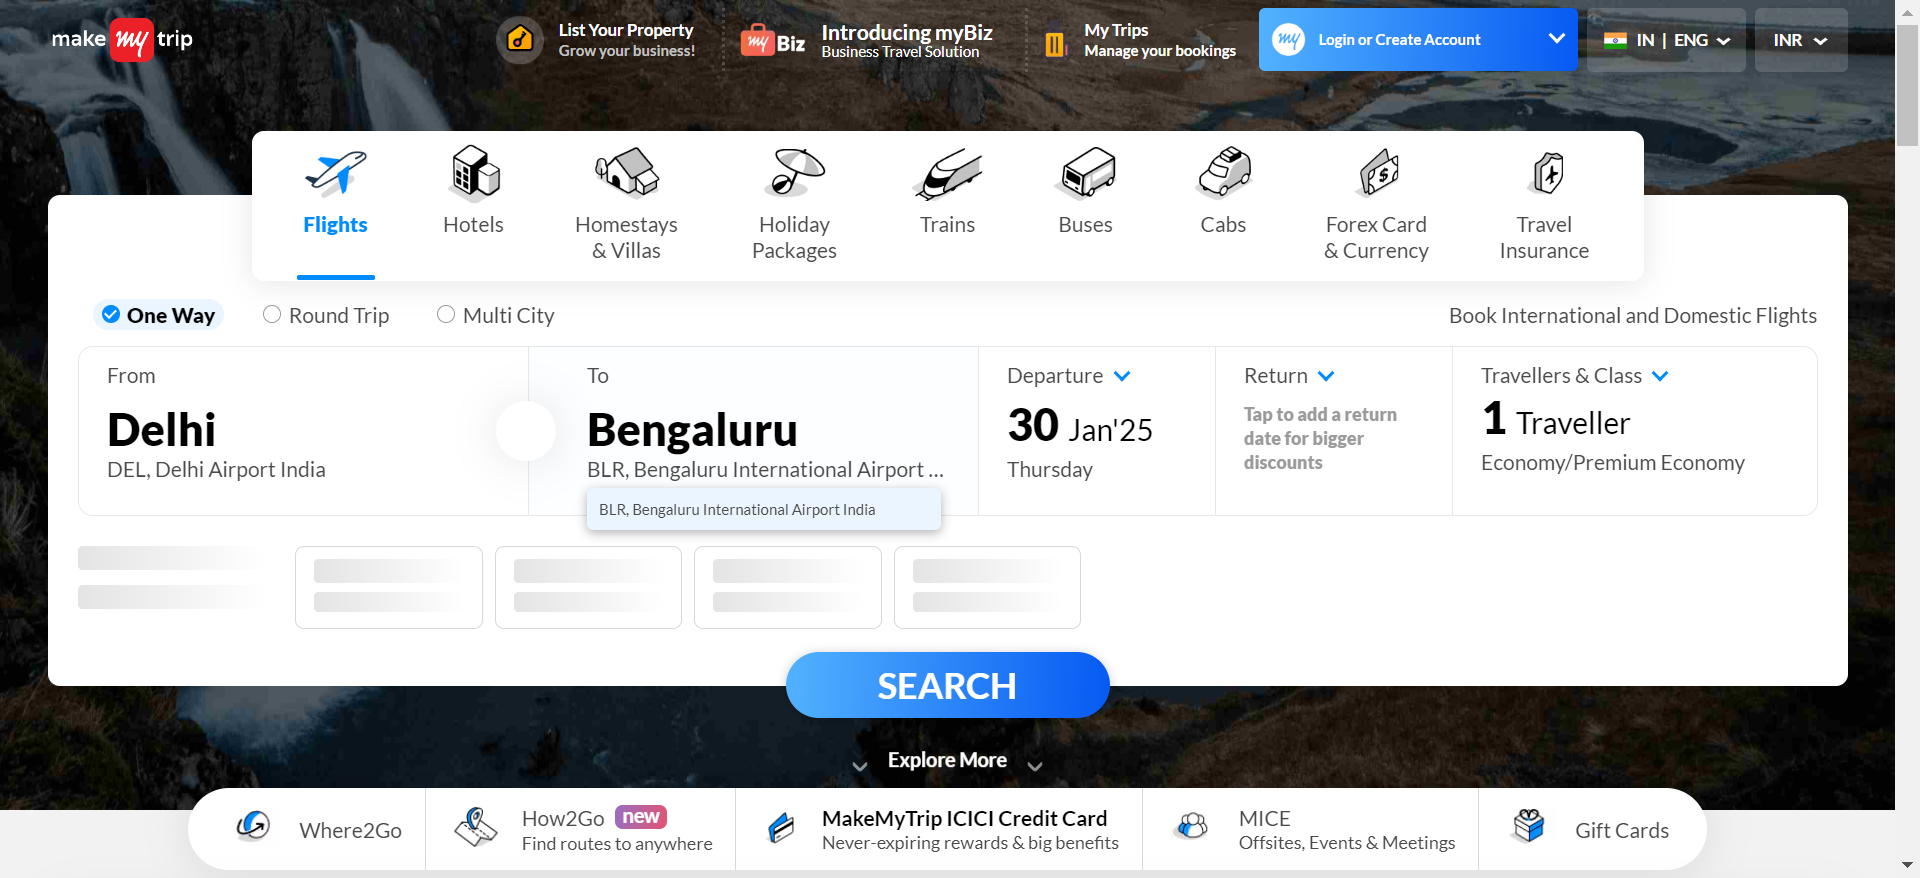 make my trip
List Your Property
Grow your business!
my Biz
Introducing myBiz
Business Travel Solution
My Trips
Manage your bookings
my
Login or Create Account
IN | ENG
INR
Flights
Hotels
Homestays
& Villas
Holiday
Packages
Trains
Buses
Cabs
Forex Card
& Currency
Travel
Insurance
One Way
Round Trip
Multi City
Book International and Domestic Flights
From
Delhi
DEL, Delhi Airport India
To
Bengaluru
BLR, Bengaluru International Airport ...
BLR, Bengaluru International Airport India
Departure
30 Jan'25
Thursday
Return
Tap to add a return
date for bigger
discounts
Travellers & Class
1 Traveller
Economy/Premium Economy
SEARCH
Explore More
Where2Go
How2Go new
Find routes to anywhere
MakeMyTrip ICICI Credit Card
Never-expiring rewards & big benefits
MICE
Offsites, Events & Meetings
Gift Cards